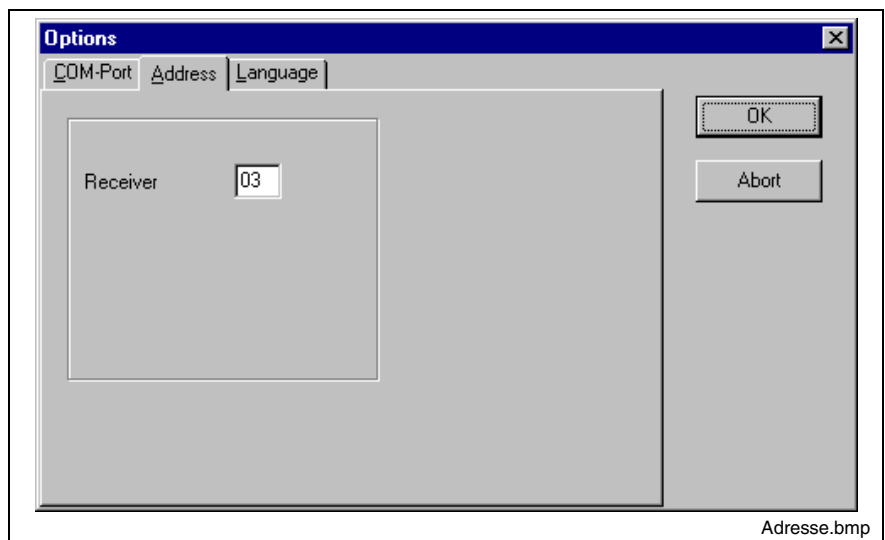 Options
COM-Port Address Language
OK
Receiver 03
Abort
Adresse.bmp